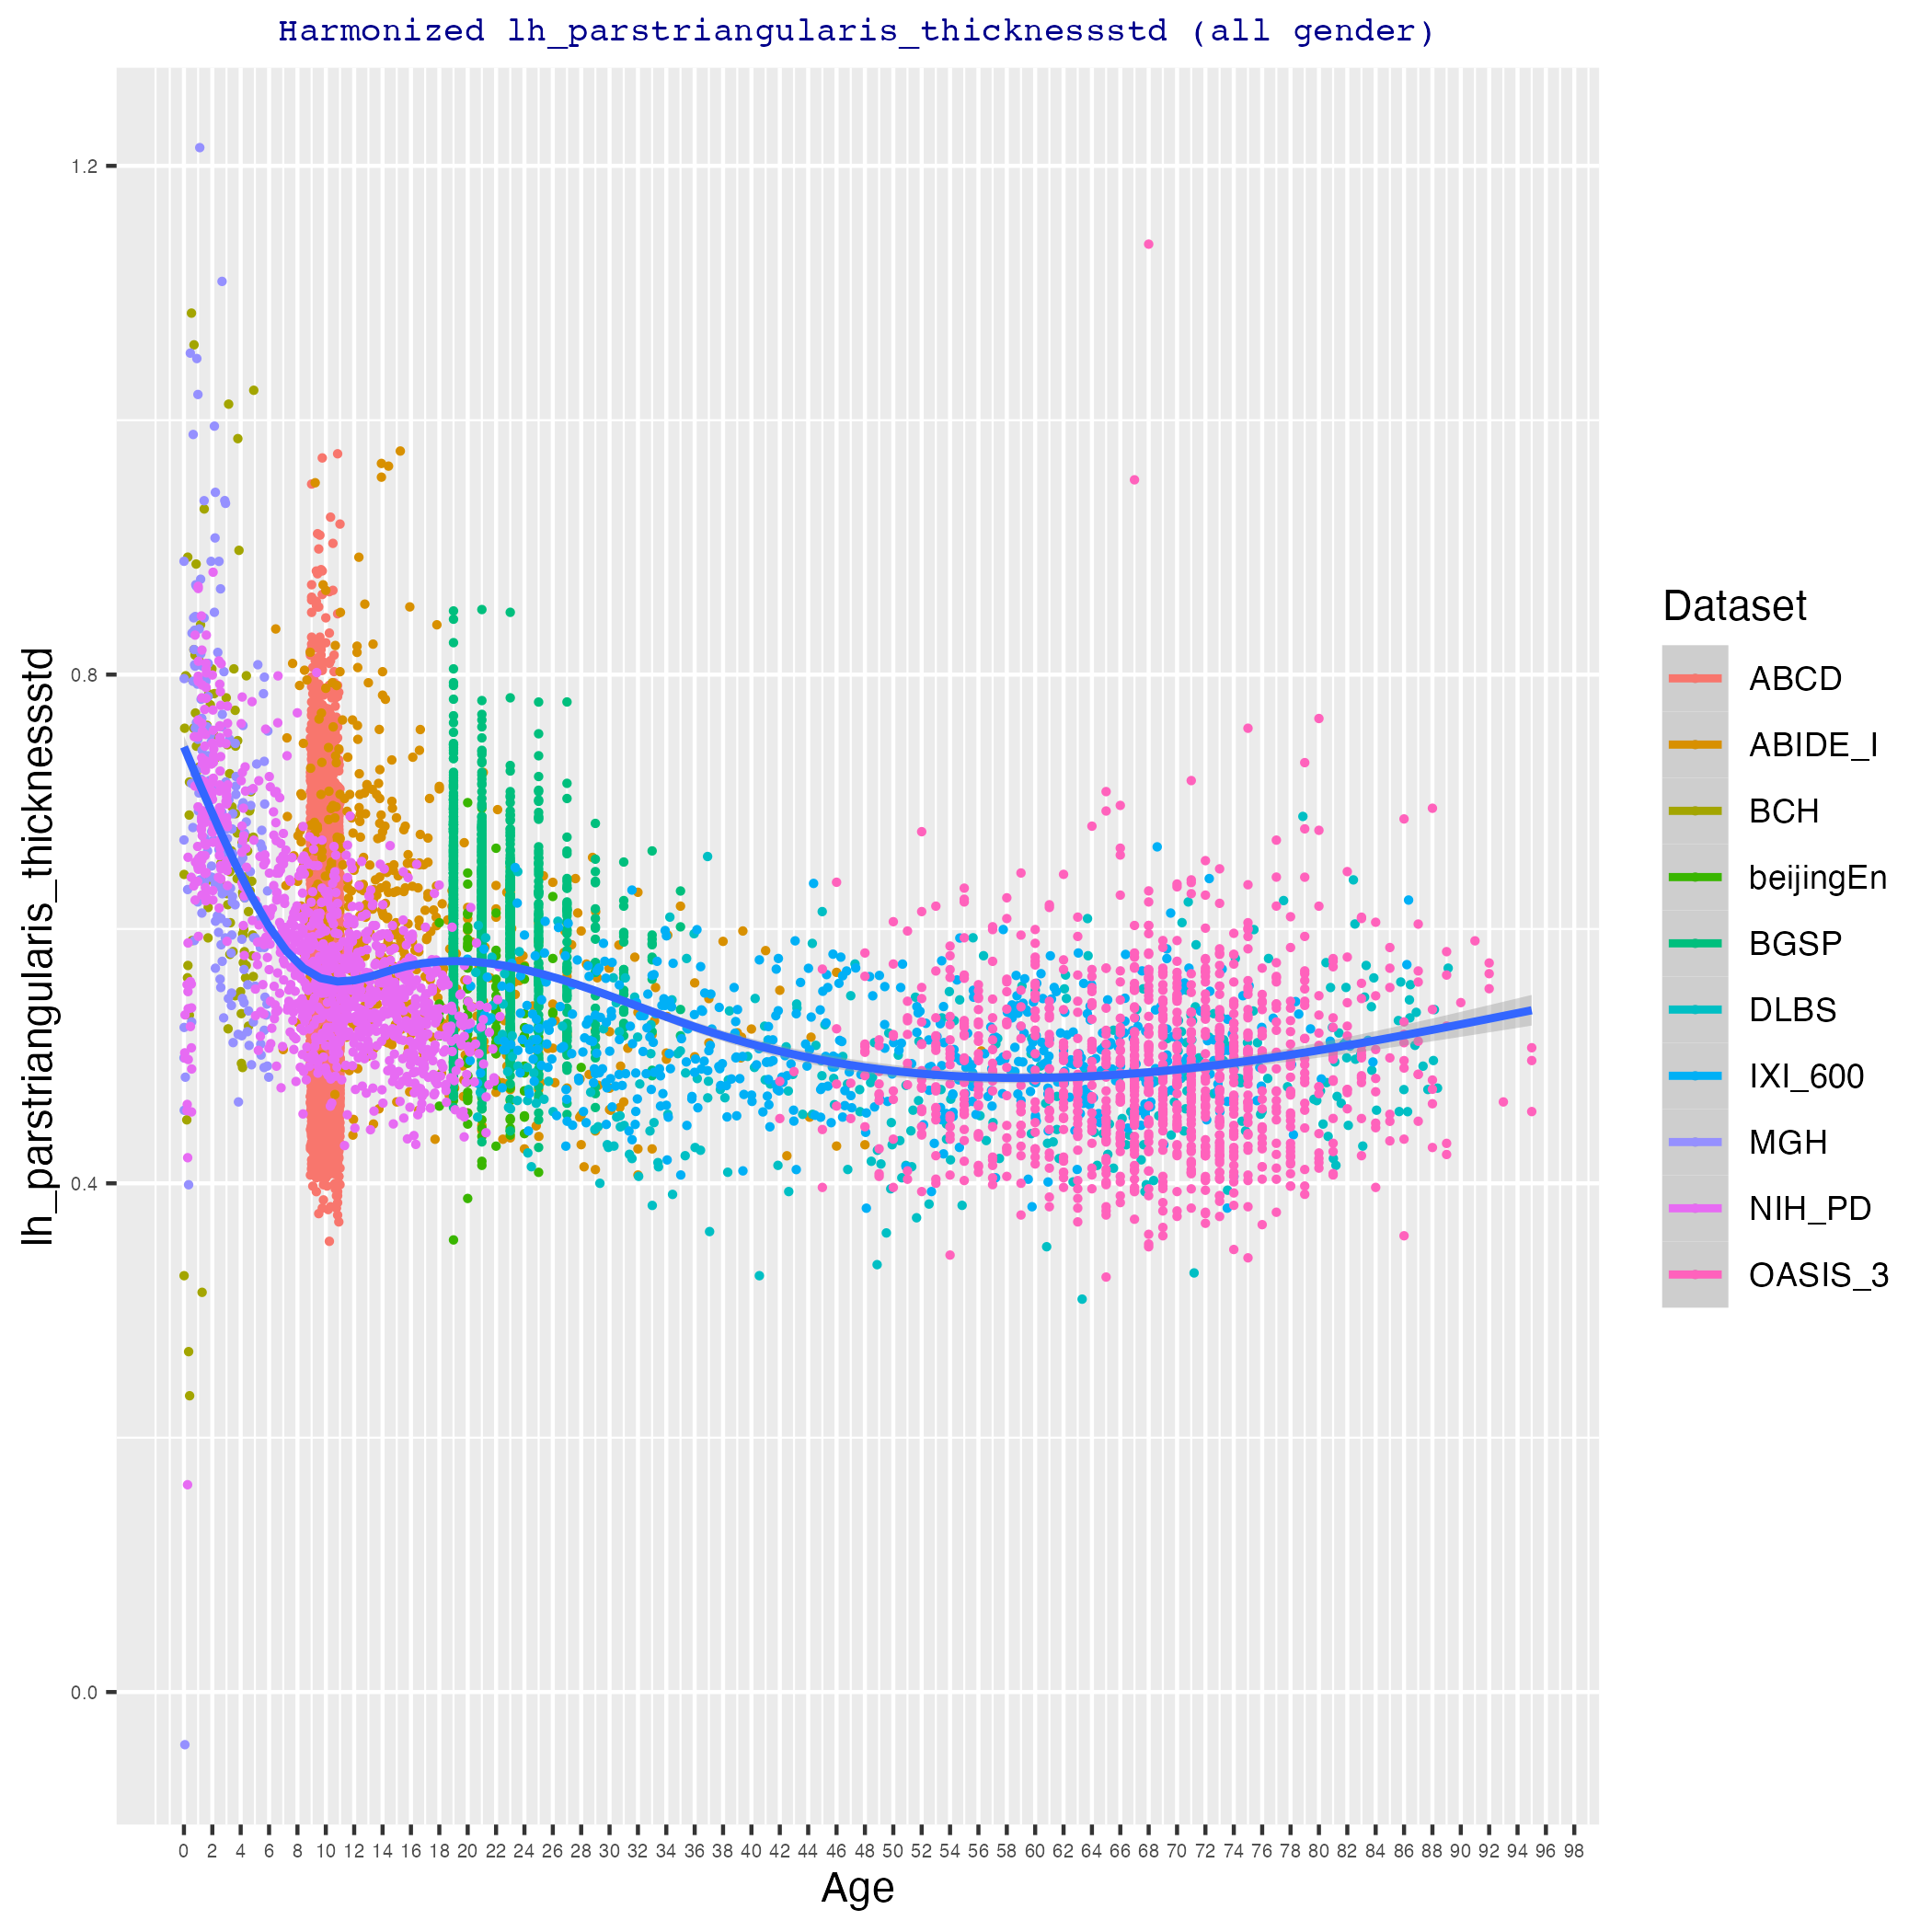 Harmonized lh_parstriangularis_thicknessstd (all gender)
lh_parstriangularis_thicknessstd
1.2
0.8
0.4
0.0
0 2 4 6 8 10 12 14 16 18 20 22 24 26 28 30 32 34 36 38 40 42 44 46 48 50 52 54 56 58 60 62 64 66 68 70 72 74 76 78 80 82 84 86 88 90 92 94 96 98
Age
Dataset
ABCD
ABIDE_I
BCH
beijingEn
BGSP
DLBS
IXI_600
MGH
NIH_PD
OASIS_3